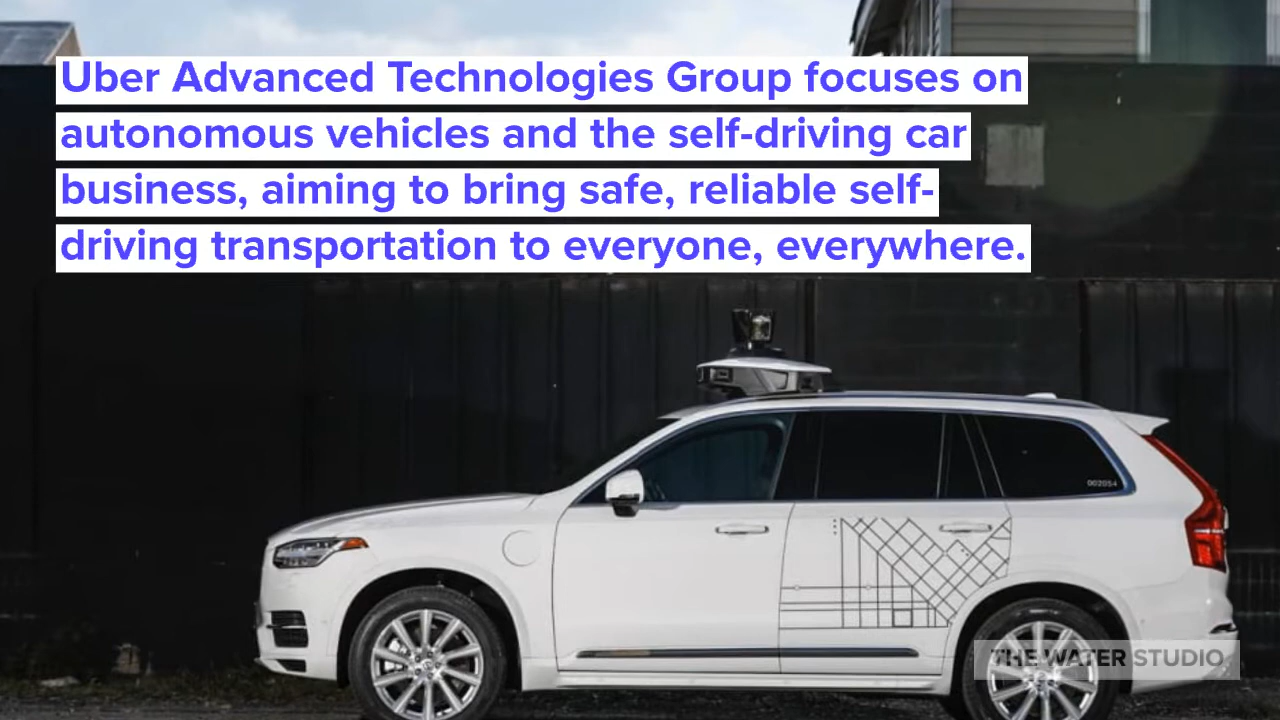 Uber Advanced Technologies Group focuses on
autonomous vehicles and the self-driving car
business, aiming to bring safe, reliable self-
driving transportation to everyone, everywhere.
002054
THE WATER STUDIO